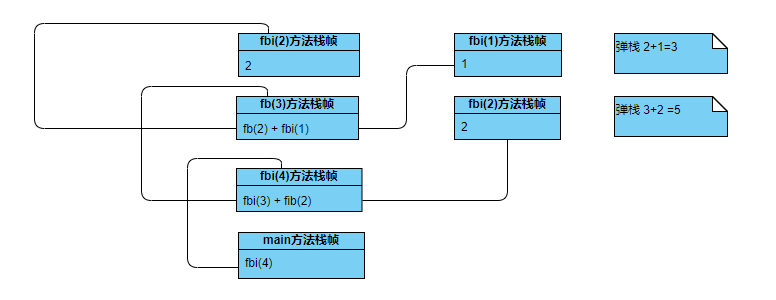 fbi(2)方法栈帧
2
fbi(1)方法栈帧
1
弹栈 2+1=3
fb(3)方法栈帧
fb(2) + fbi(1)
fbi(2)方法栈帧
2
弹栈 3+2 =5
fbi(4)方法栈帧
fbi(3) + fib(2)
main方法栈帧
fbi(4)